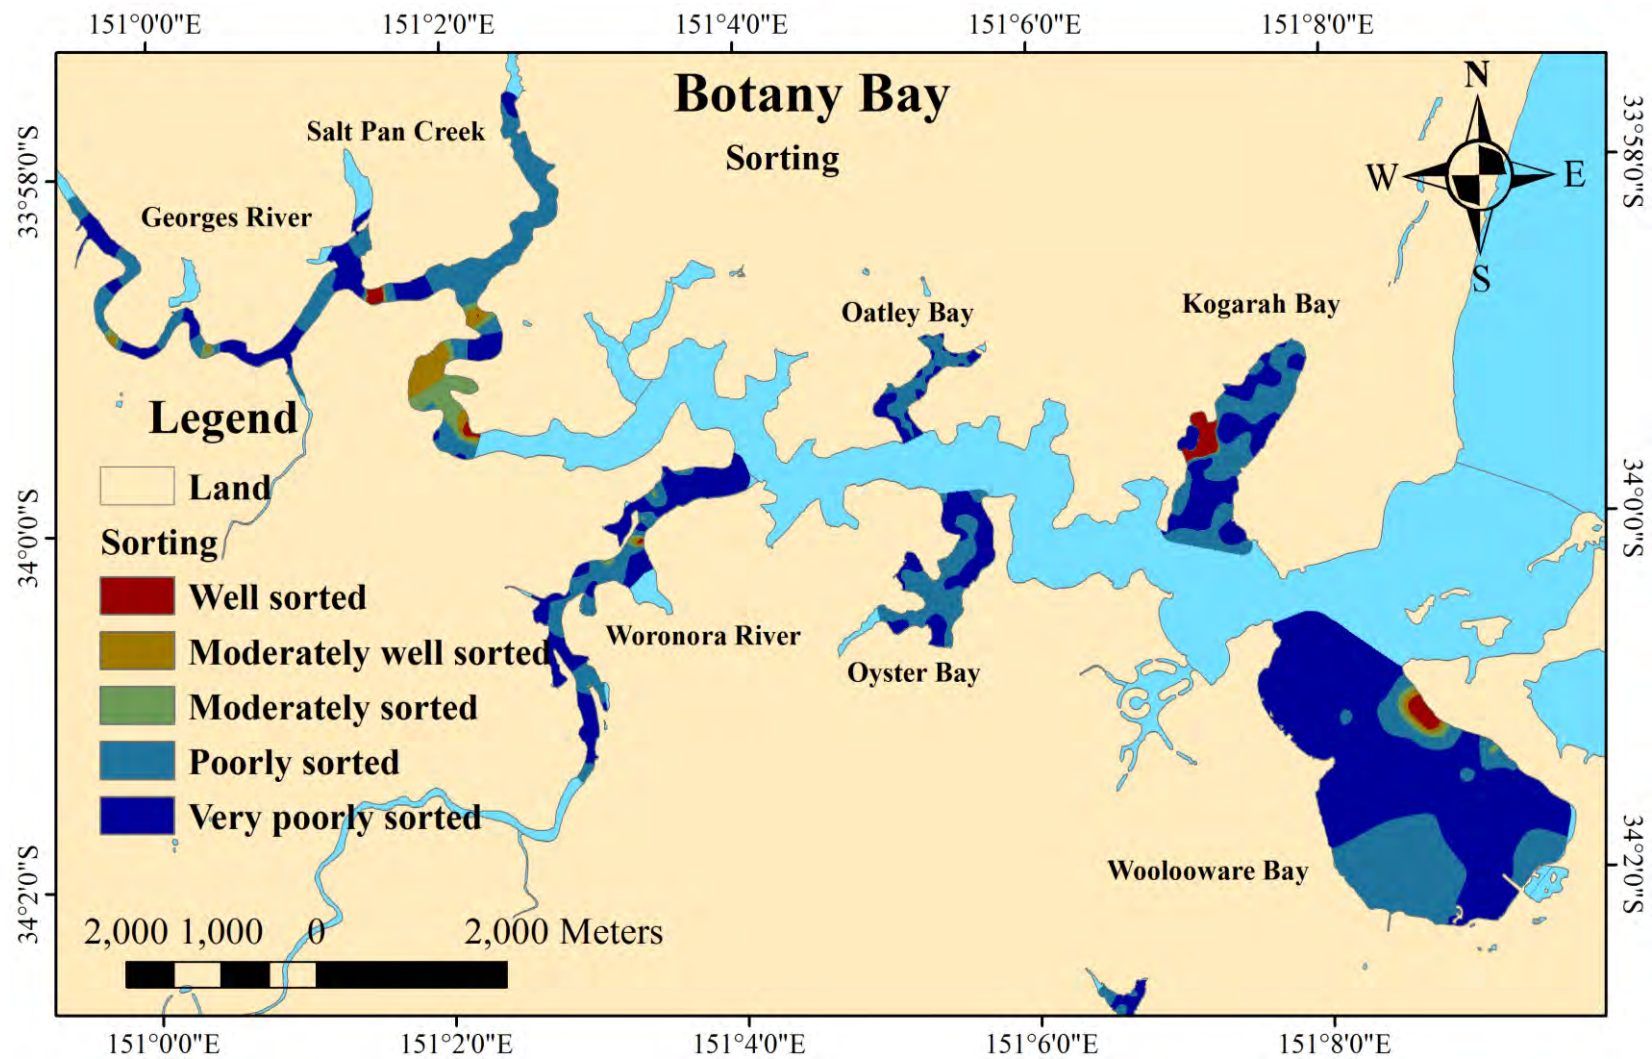 151°0'0"E 151°2'0"E 151°4'0"E 151°6'0"E 151°8'0"E
Botany Bay
Sorting
N
W E
S
33°58'0"S
33°58'0"S
Salt Pan Creek
Georges River
Oatley Bay
Kogarah Bay
Legend
Land
34°0'0"S
34°0'0"S
Sorting
Well sorted
Moderately well sorted
Moderately sorted
Poorly sorted
Very poorly sorted
Woronora River
Oyster Bay
Woolooware Bay
34°2'0"S
34°2'0"S
2,000 1,000 0 2,000 Meters
151°0'0"E 151°2'0"E 151°4'0"E 151°6'0"E 151°8'0"E